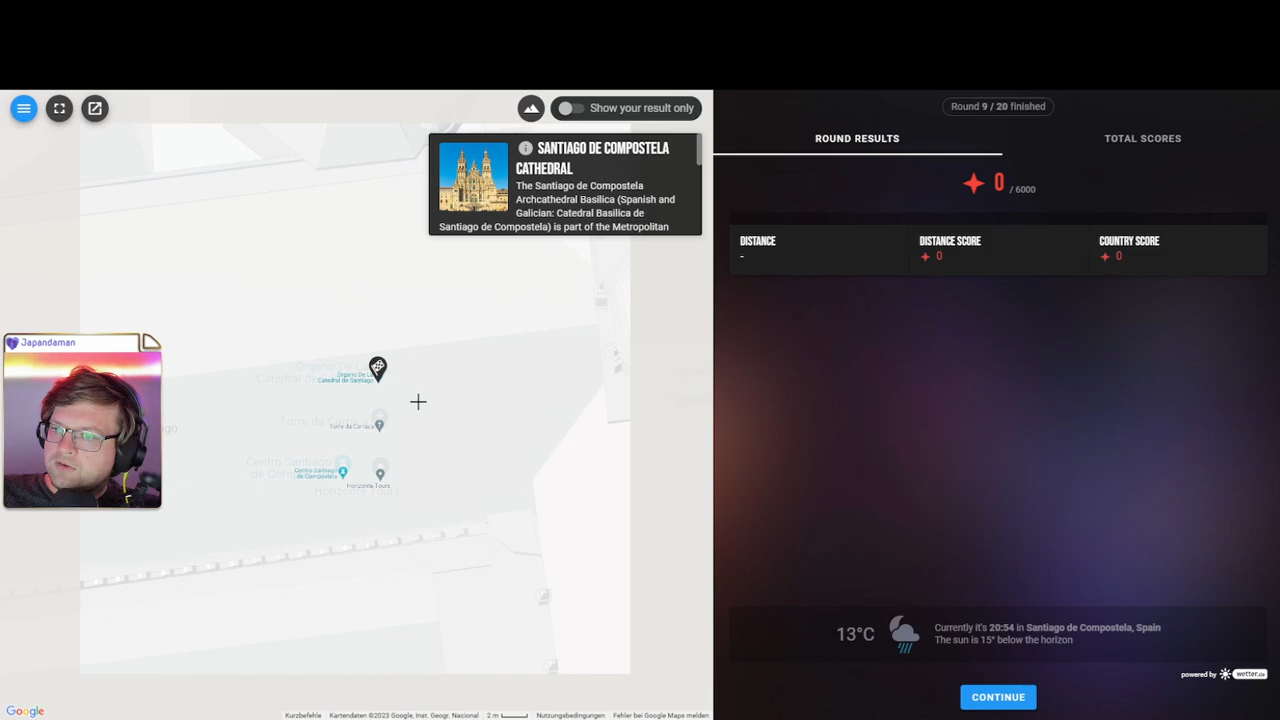 Show your result only
SANTIAGO DE COMPOSTELA
CATHEDRAL
The Santiago de Compostela
Archcathedral Basilica (Spanish and
Galician: Catedral Basilica de
Santiago de Compostela) is part of the Metropolitan
Japandaman
Organo De La
Catedral de Santiago
Torre da Carraca
Centro Santiago
de Compostela
Horizonte Tours
Google
Kurzbefehle
Kartendaten ©2023 Google, Inst. Geogr. Nacional
2 m
Nutzungsbedingungen
Fehler bei Google Maps melden
Round 9 / 20 finished
ROUND RESULTS
TOTAL SCORES
0 / 6000
DISTANCE
-
DISTANCE SCORE
0
COUNTRY SCORE
0
13°C
Currently it's 20:54 in Santiago de Compostela, Spain
The sun is 15° below the horizon
powered by wetter.com
CONTINUE